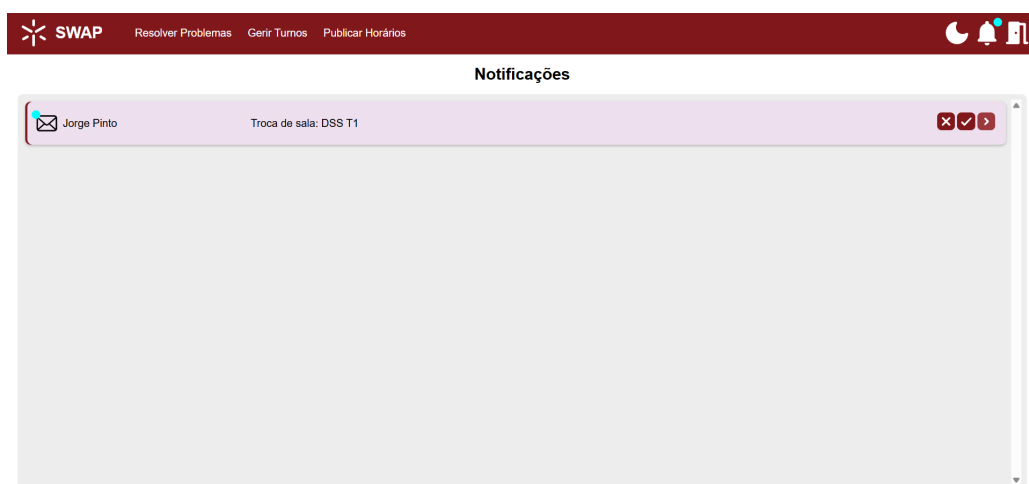 SWAP Resolver Problemas Gerir Turnos Publicar Horários
Notificações
Jorge Pinto Troca de sala: DSS T1